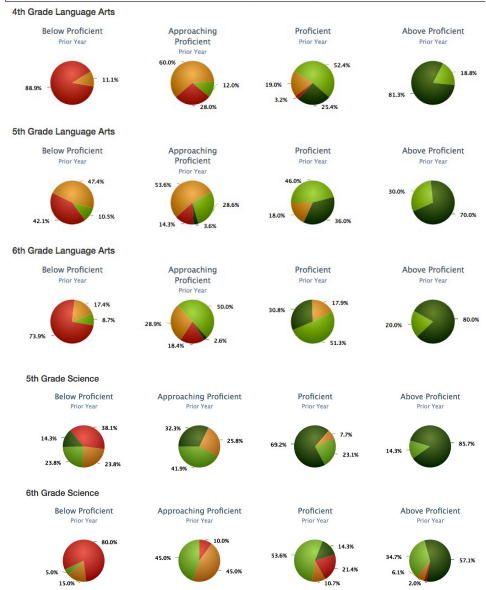 4th Grade Language Arts
Below Proficient
Prior Year
88.9%
11.1%
Approaching
Proficient
Prior Year
60.0%
12.0%
28.0%
Proficient
Prior Year
52.4%
19.0%
3.2%
25.4%
Above Proficient
Prior Year
18.8%
81.3%
5th Grade Language Arts
Below Proficient
Prior Year
47.4%
42.1%
10.5%
Approaching
Proficient
Prior Year
53.6%
28.6%
14.3%
3.6%
Proficient
Prior Year
46.0%
18.0%
36.0%
Above Proficient
Prior Year
30.0%
70.0%
6th Grade Language Arts
Below Proficient
Prior Year
17.4%
8.7%
73.9%
Approaching
Proficient
Prior Year
50.0%
28.9%
18.4%
2.6%
Proficient
Prior Year
30.8%
17.9%
51.3%
Above Proficient
Prior Year
20.0%
80.0%
5th Grade Science
Below Proficient
Prior Year
38.1%
14.3%
23.8%
23.8%
Approaching Proficient
Prior Year
32.3%
25.8%
41.9%
Proficient
Prior Year
69.2%
7.7%
23.1%
Above Proficient
Prior Year
14.3%
85.7%
6th Grade Science
Below Proficient
Prior Year
80.0%
5.0%
15.0%
Approaching Proficient
Prior Year
10.0%
45.0%
45.0%
Proficient
Prior Year
53.6%
14.3%
21.4%
10.7%
Above Proficient
Prior Year
34.7%
57.1%
6.1%
2.0%